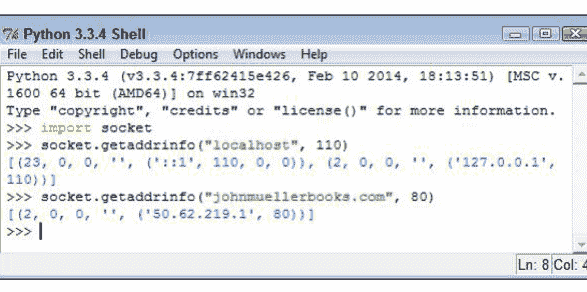 Python 3.3.4 Shell
File Edit Shell Debug Options Windows Help
Python 3.3.4 (v3.3.4:7ff62415e426, Feb 10 2014, 18:13:51) [MSC v.
1600 64 bit (AMD64)] on win32
Type "copyright", "credits" or "license()" for more information.
>>> import socket
>>> socket.getaddrinfo("localhost", 110)
[(23, 0, 0, '', ('::1', 110, 0, 0)), (2, 0, 0, '', ('127.0.0.1',
110))]
>>> socket.getaddrinfo("johnmuellerbooks.com", 80)
[(2, 0, 0, '', ('50.62.219.1', 80))]
>>>
Ln: 8 Col: 4